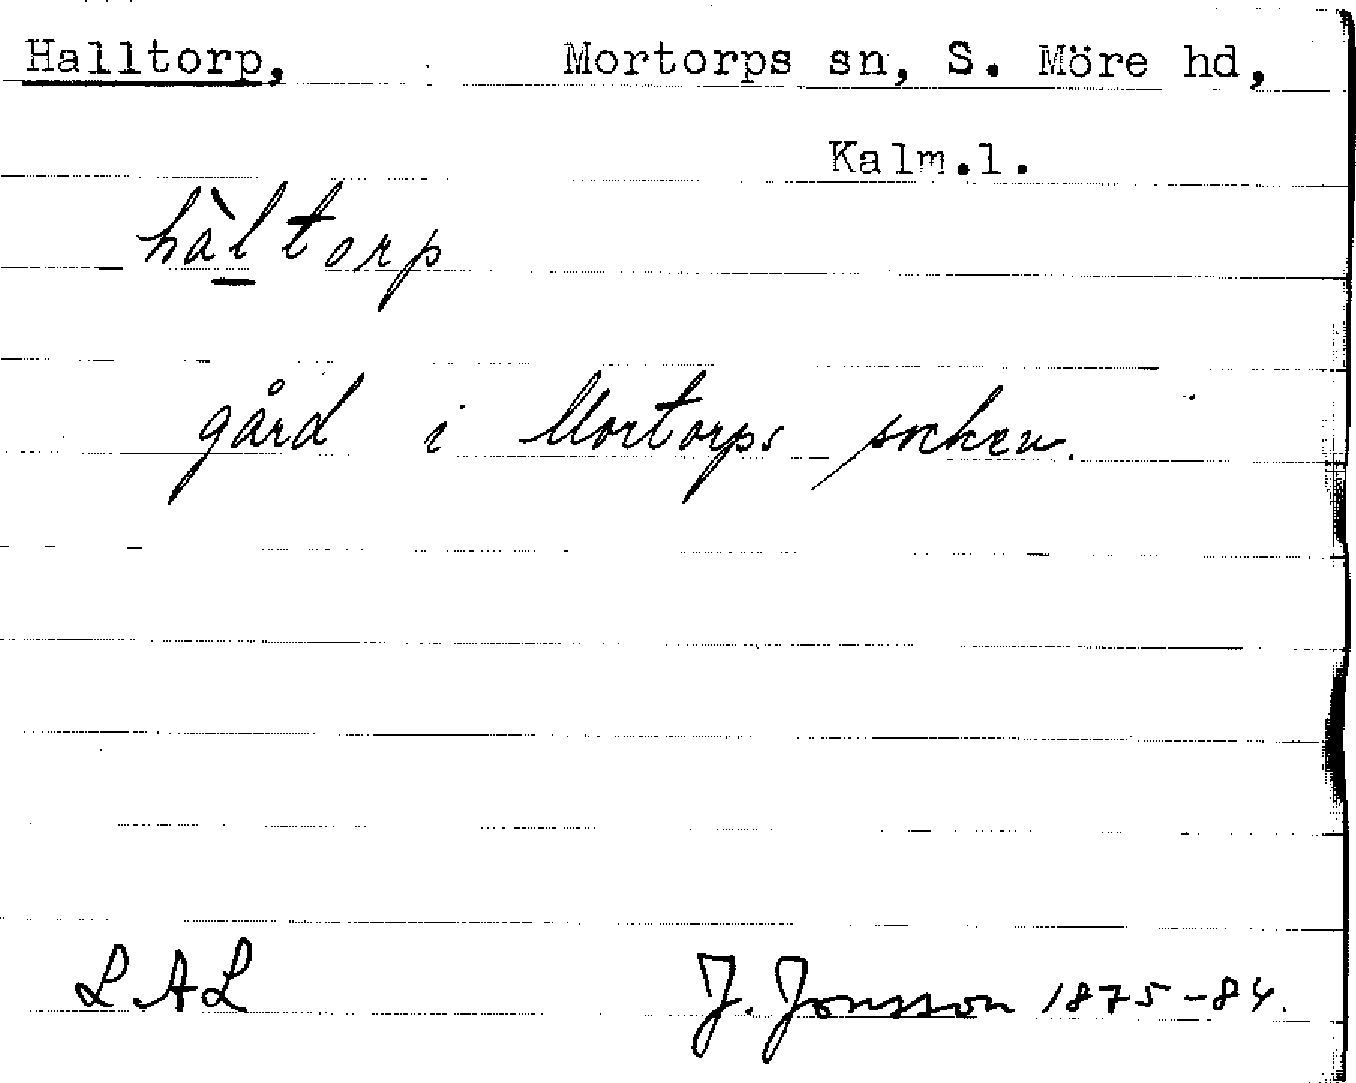 Halltorp, Mortorps sn, S. Möre hd,
Kalm.l.
hàltorp
gård i Mortorps socken.
LAL J. Jonsson 1875-84.